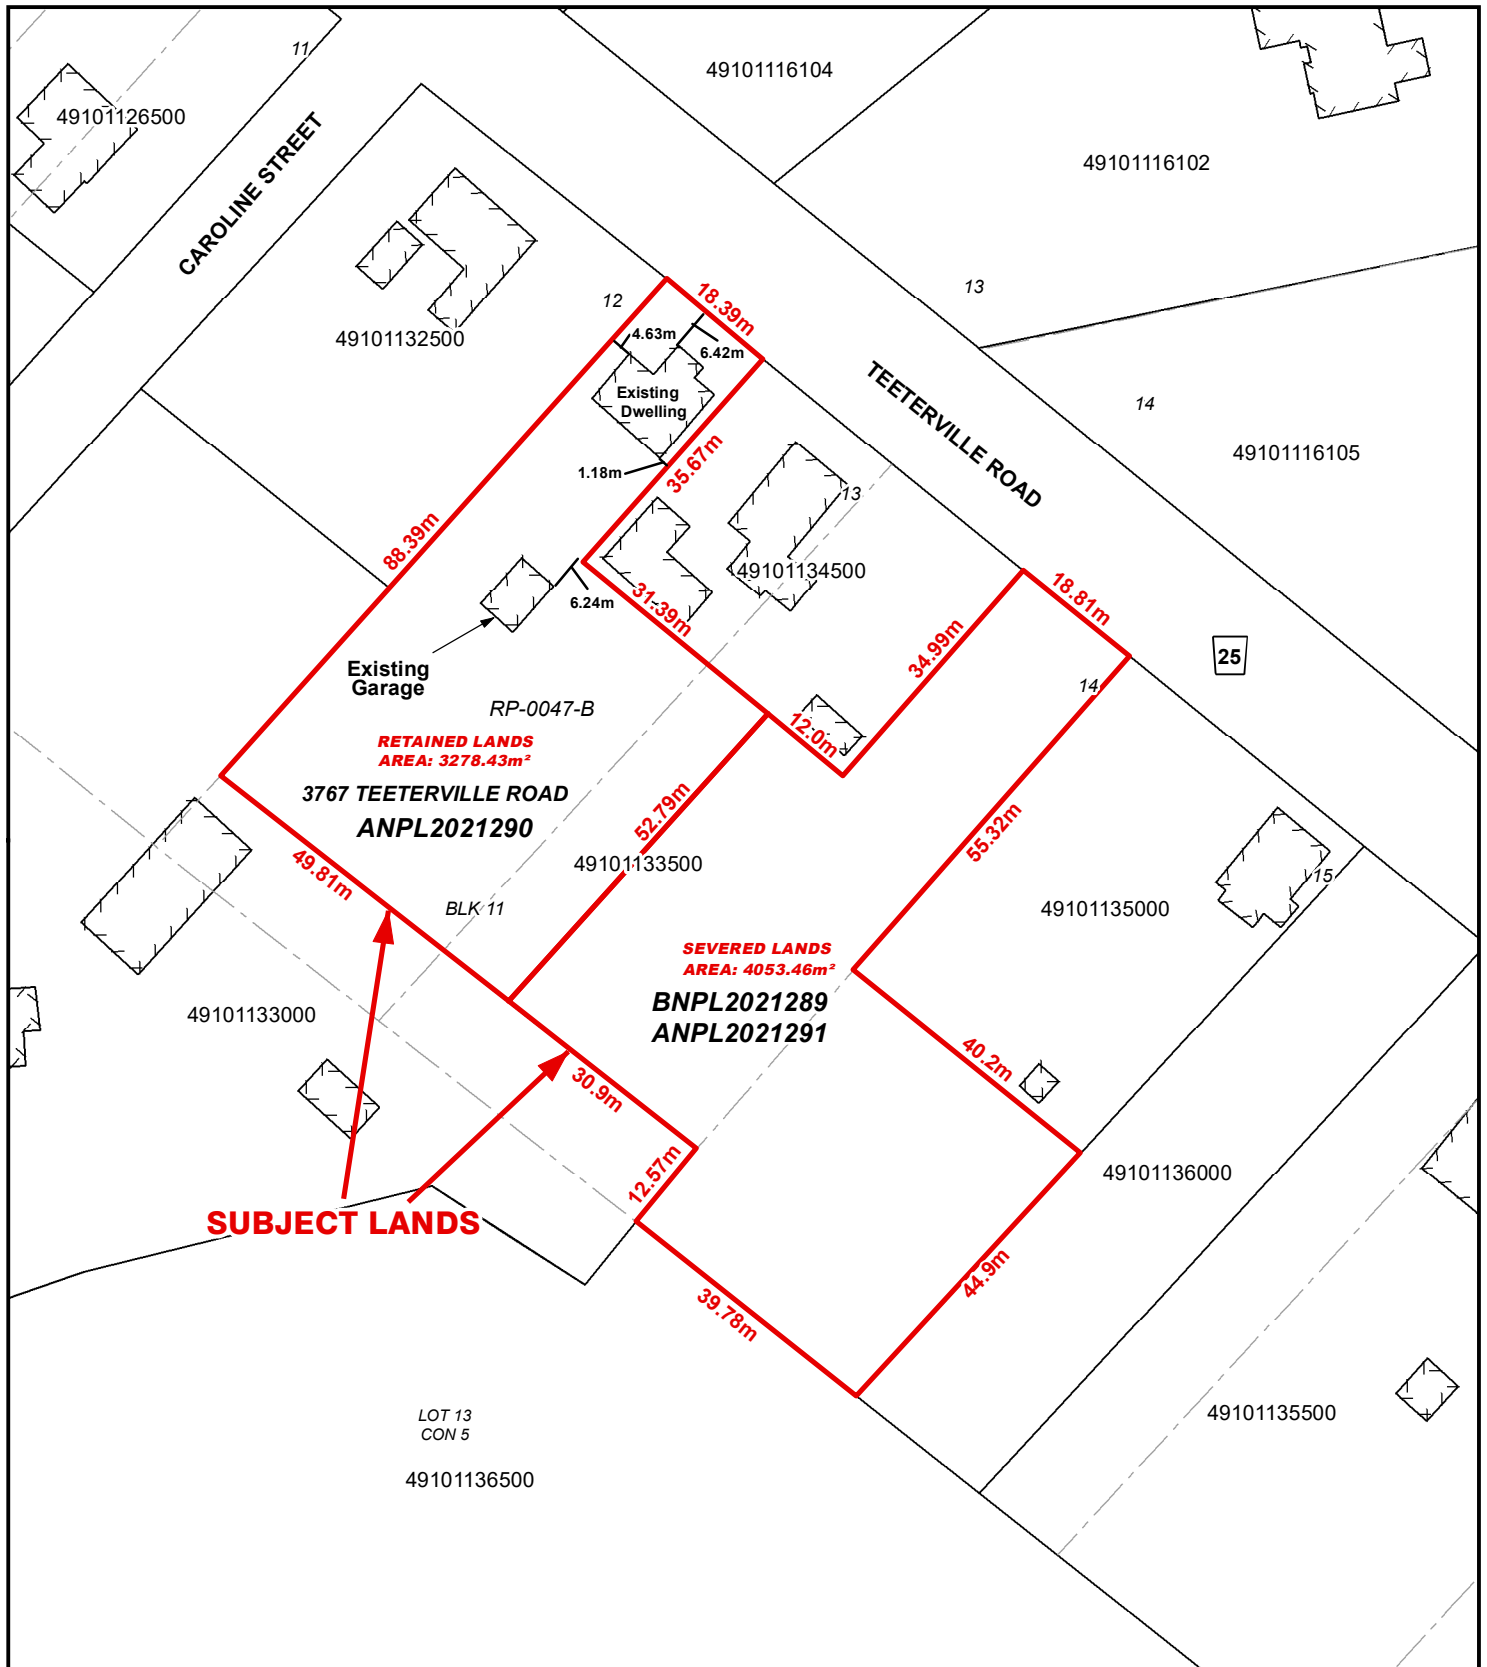 11
49101116104
49101126500
CAROLINE STREET
49101116102
13
12
18.39m
4.63m
6.42m
49101132500
TEETERVILLE ROAD
Existing
Dwelling
14
49101116105
35.67m
1.18m
13
88.39m
49101134500
31.39m
6.24m
18.81m
34.99m
25
Existing
Garage
14
RP-0047-B
12.0m
RETAINED LANDS
AREA: 3278.43m²
3767 TEETERVILLE ROAD
ANPL2021290
52.79m
55.32m
49101133500
49.81m
15
BLK 11
49101135000
SEVERED LANDS
AREA: 4053.46m²
BNPL2021289
ANPL2021291
49101133000
40.2m
30.9m
12.57m
49101136000
SUBJECT LANDS
44.9m
39.78m
LOT 13
CON 5
49101135500
49101136500